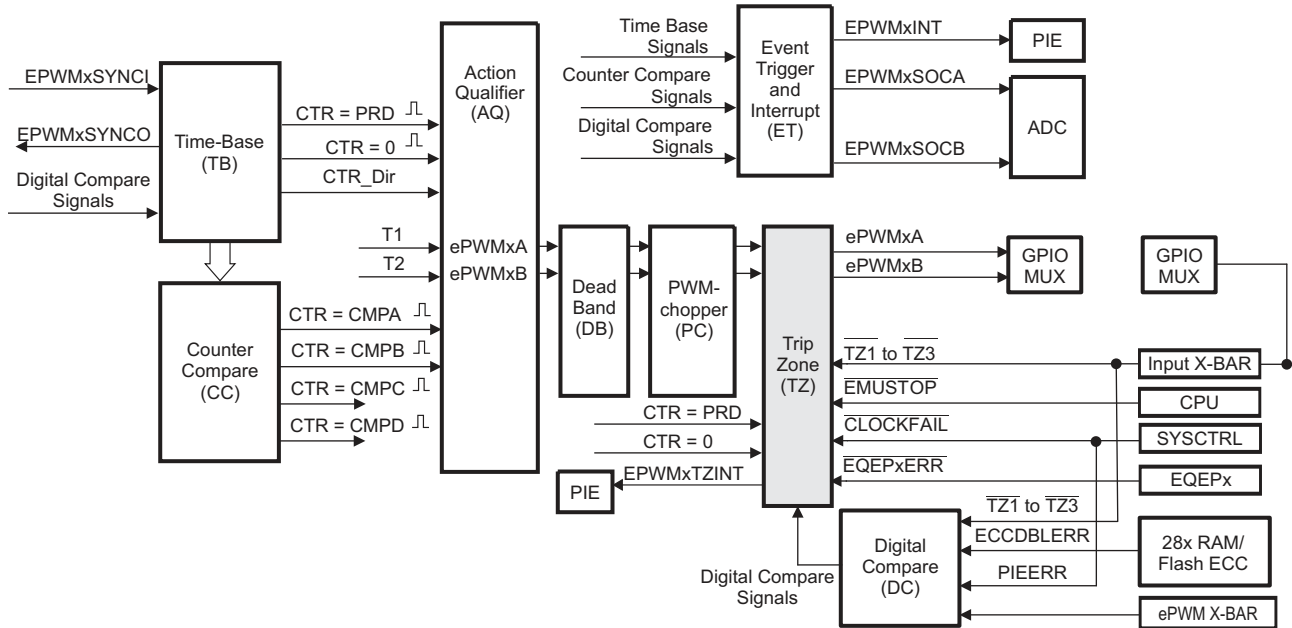 EPWMxSYNCI
EPWMxSYNCO
Digital Compare
Signals
Time-Base
(TB)
CTR = PRD
CTR = 0
CTR_Dir
T1
T2
Action
Qualifier
(AQ)
ePWMxA
ePWMxB
Counter
Compare
(CC)
CTR = CMPA
CTR = CMPB
CTR = CMPC
CTR = CMPD
Time Base
Signals
Counter Compare
Signals
Digital Compare
Signals
Event
Trigger
and
Interrupt
(ET)
EPWMxINT
EPWMxSOCA
EPWMxSOCB
PIE
ADC
Dead
Band
(DB)
PWM-
chopper
(PC)
Trip
Zone
(TZ)
ePWMxA
ePWMxB
GPIO
MUX
GPIO
MUX
TZ1 to TZ3
EMUSTOP
CLOCKFAIL
EQEPxERR
Input X-BAR
CPU
SYSCTRL
EQEPx
CTR = PRD
CTR = 0
EPWMxTZINT
PIE
TZ1 to TZ3
ECCDBLERR
PIEERR
Digital
Compare
(DC)
Digital Compare
Signals
28x RAM/
Flash ECC
ePWM X-BAR